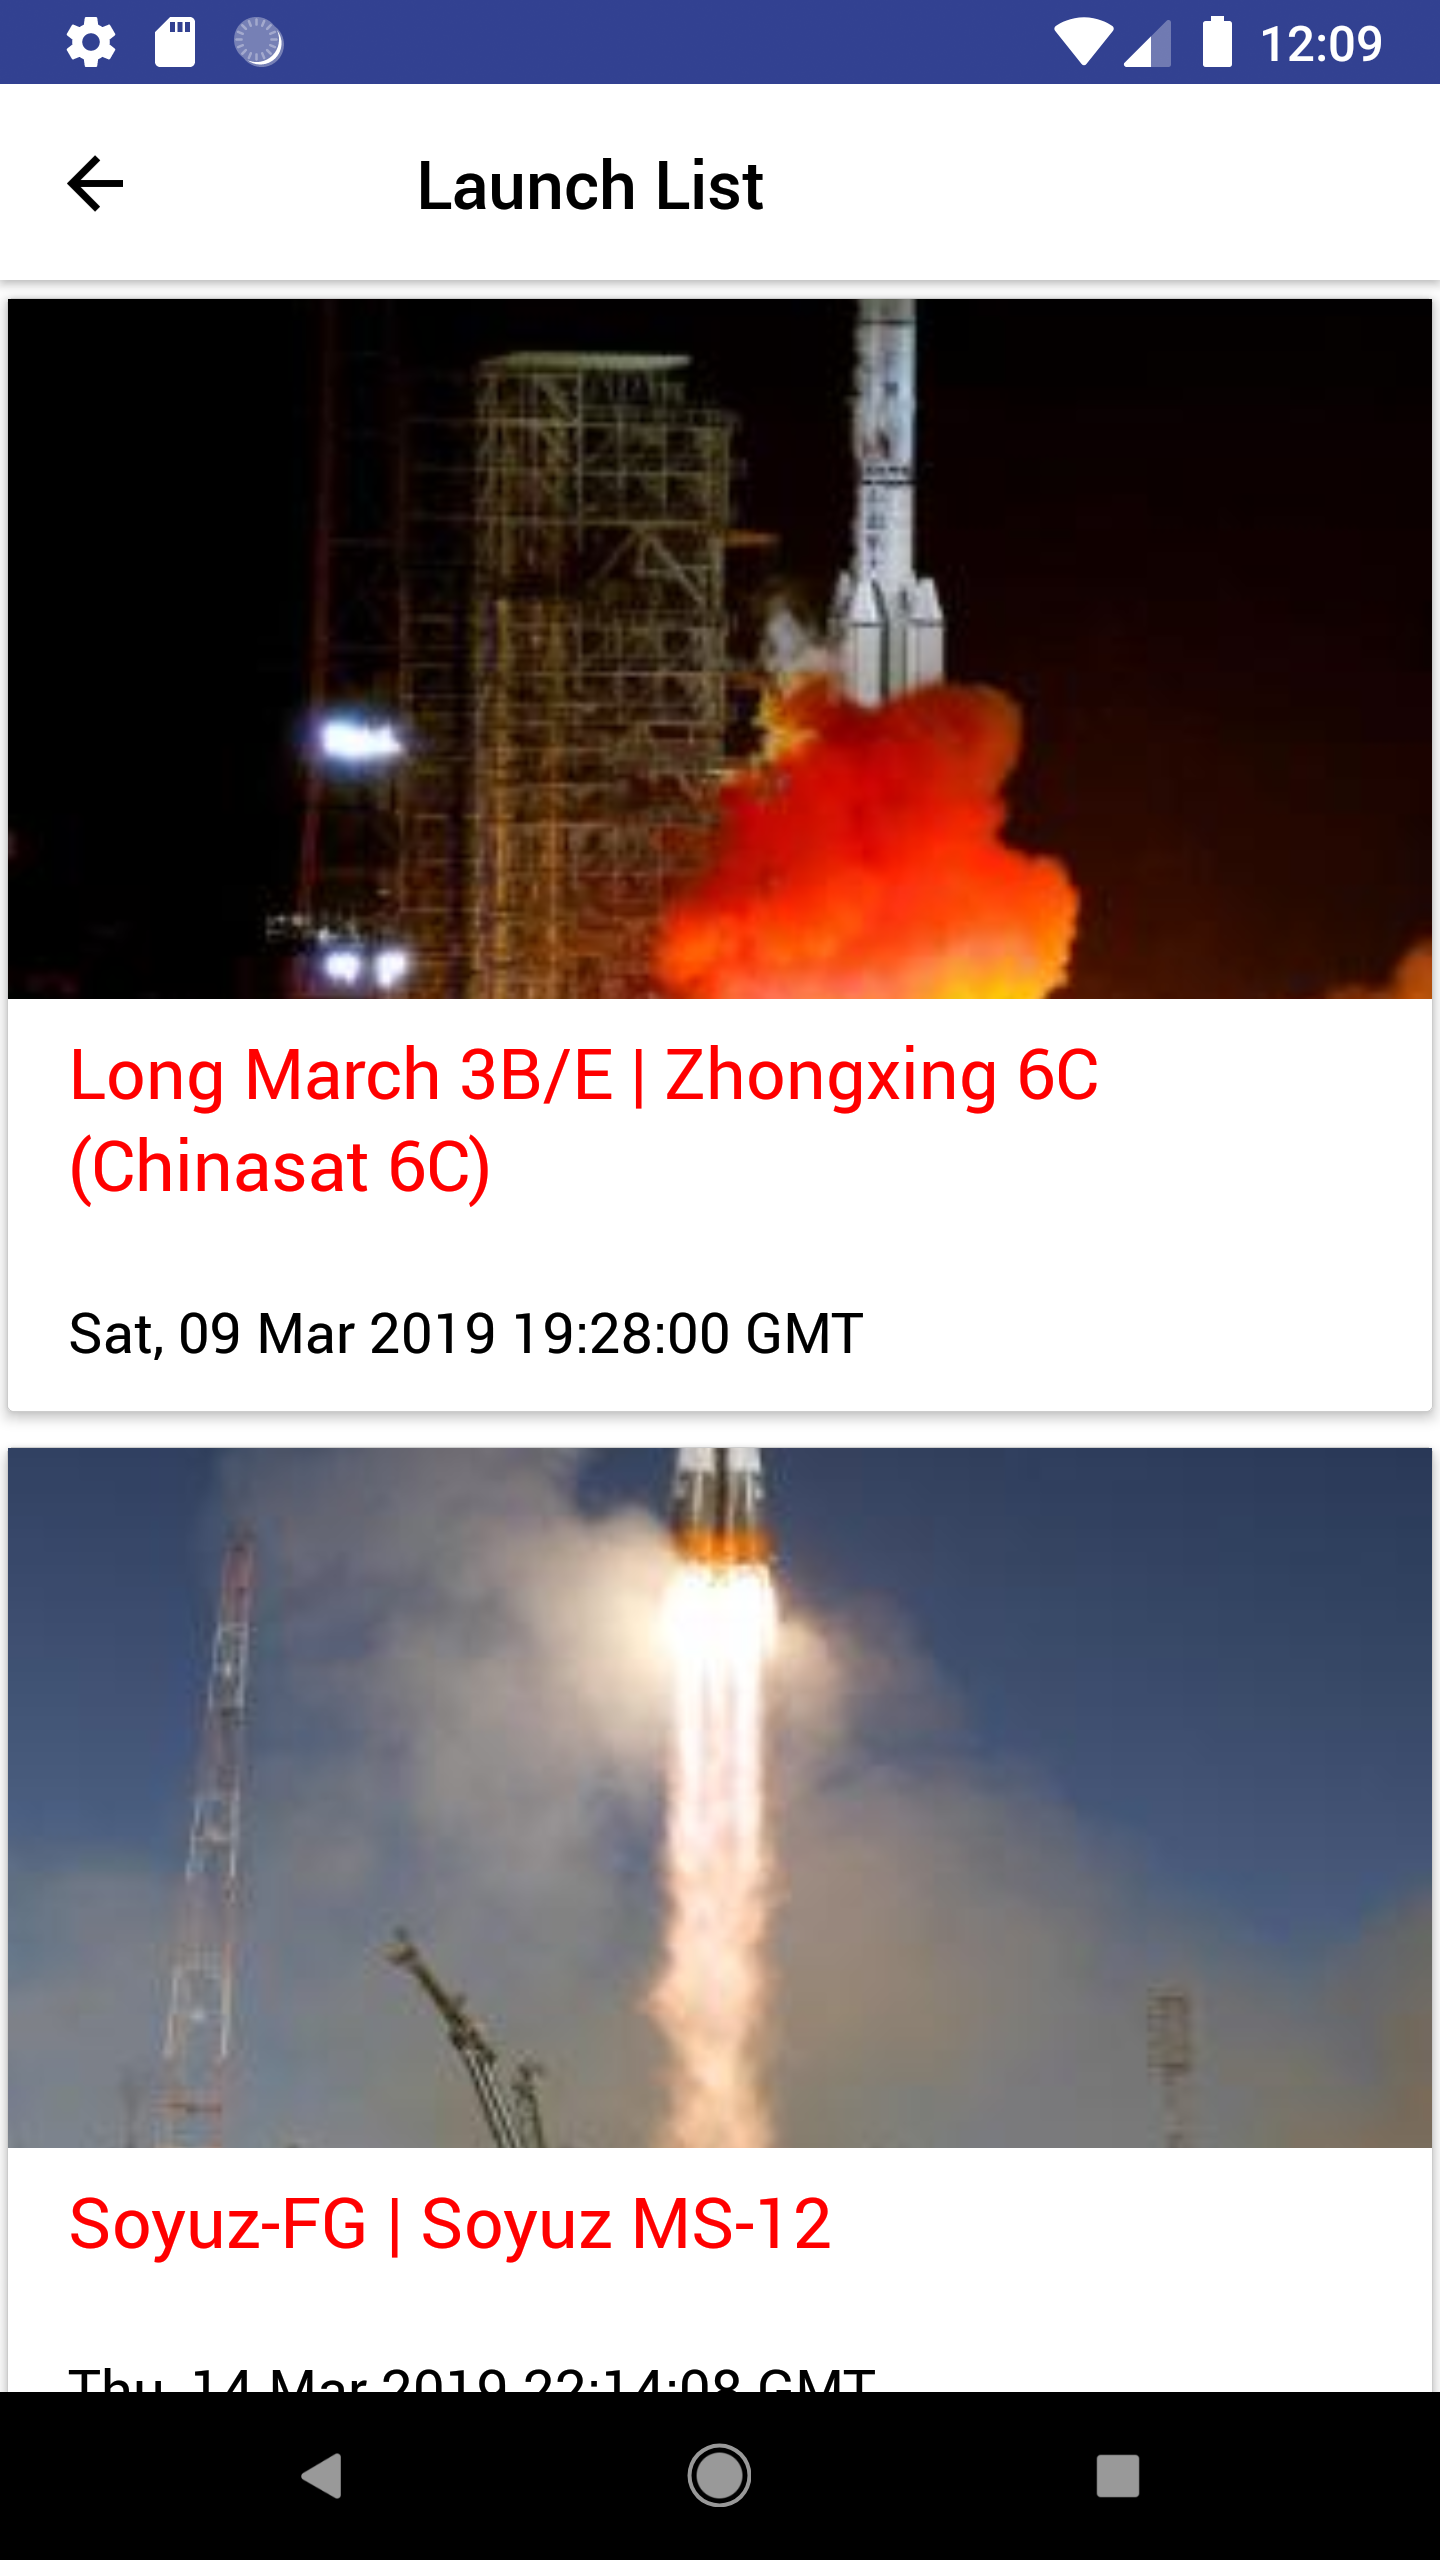 12:09
Launch List
Long March 3B/E | Zhongxing 6C
(Chinasat 6C)
Sat, 09 Mar 2019 19:28:00 GMT
Soyuz-FG | Soyuz MS-12
Thu, 14 Mar 2019 22:14:08 GMT